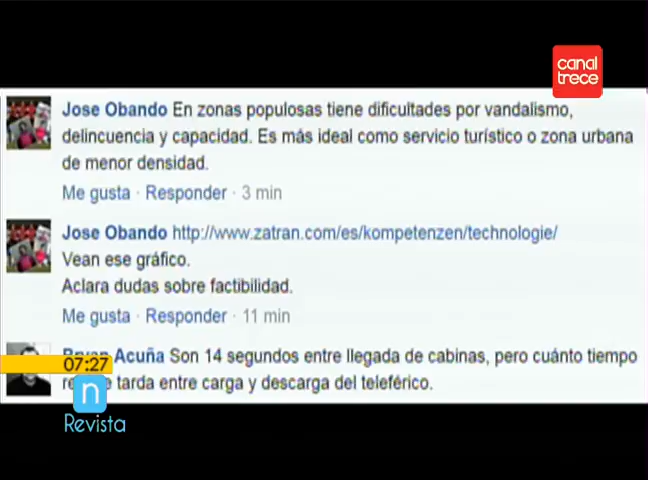 canal
trece
Jose Obando En zonas populosas tiene dificultades por vandalismo,
delincuencia y capacidad. Es más ideal como servicio turístico o zona urbana
de menor densidad.
Me gusta · Responder · 3 min
Jose Obando http://www.zatran.com/es/kompetenzen/technologie/
Vean ese gráfico.
Aclara dudas sobre factibilidad.
Me gusta · Responder · 11 min
Acuña Son 14 segundos entre llegada de cabinas, pero cuánto tiempo
tarda entre carga y descarga del teleférico.
07:27
n
Revista